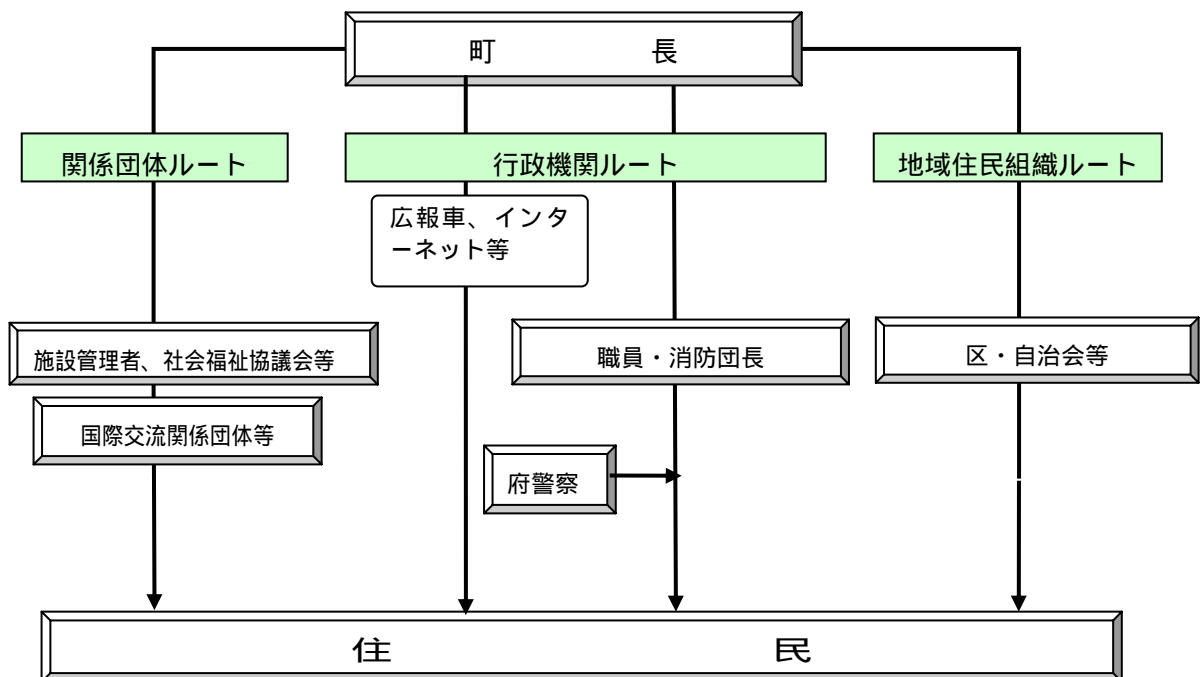 町 長
関係団体ルート
行政機関ルート
地域住民組織ルート
広報車、インタ
ーネット等
施設管理者、社会福祉協議会等
職員・消防団長
区・自治会等
国際交流関係団体等
府警察
住 民